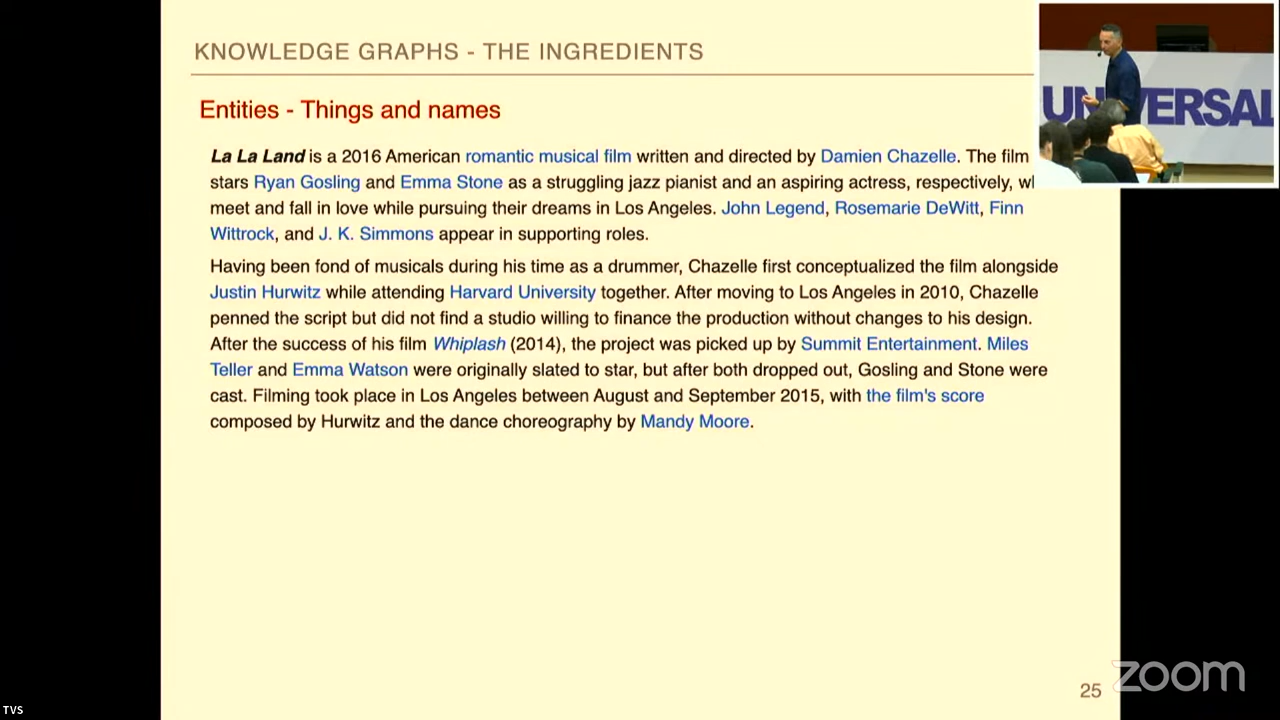 KNOWLEDGE GRAPHS - THE INGREDIENTS
Entities - Things and names
La La Land is a 2016 American romantic musical film written and directed by Damien Chazelle. The film
stars Ryan Gosling and Emma Stone as a struggling jazz pianist and an aspiring actress, respectively,
meet and fall in love while pursuing their dreams in Los Angeles. John Legend, Rosemarie DeWitt, Finn
Wittrock, and J. K. Simmons appear in supporting roles.
Having been fond of musicals during his time as a drummer, Chazelle first conceptualized the film alongside
Justin Hurwitz while attending Harvard University together. After moving to Los Angeles in 2010, Chazelle
penned the script but did not find a studio willing to finance the production without changes to his design.
After the success of his film Whiplash (2014), the project was picked up by Summit Entertainment. Miles
Teller and Emma Watson were originally slated to star, but after both dropped out, Gosling and Stone were
cast. Filming took place in Los Angeles between August and September 2015, with the film's score
composed by Hurwitz and the dance choreography by Mandy Moore.
25
zoom
TVS